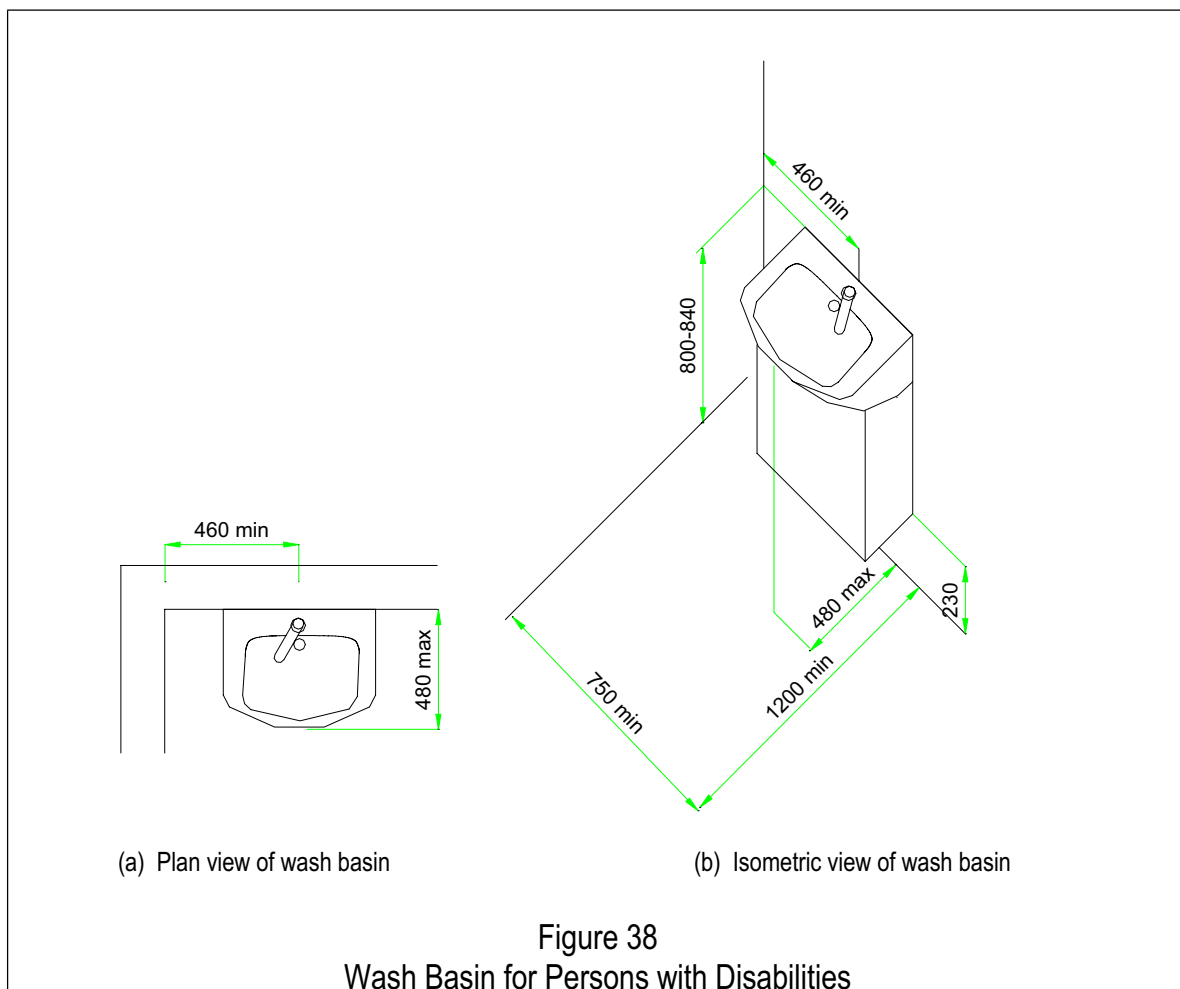 460 min
800-840
460 min
480 max
480 max
230
750 min
1200 min
(a) Plan view of wash basin
(b) Isometric view of wash basin
Figure 38
Wash Basin for Persons with Disabilities